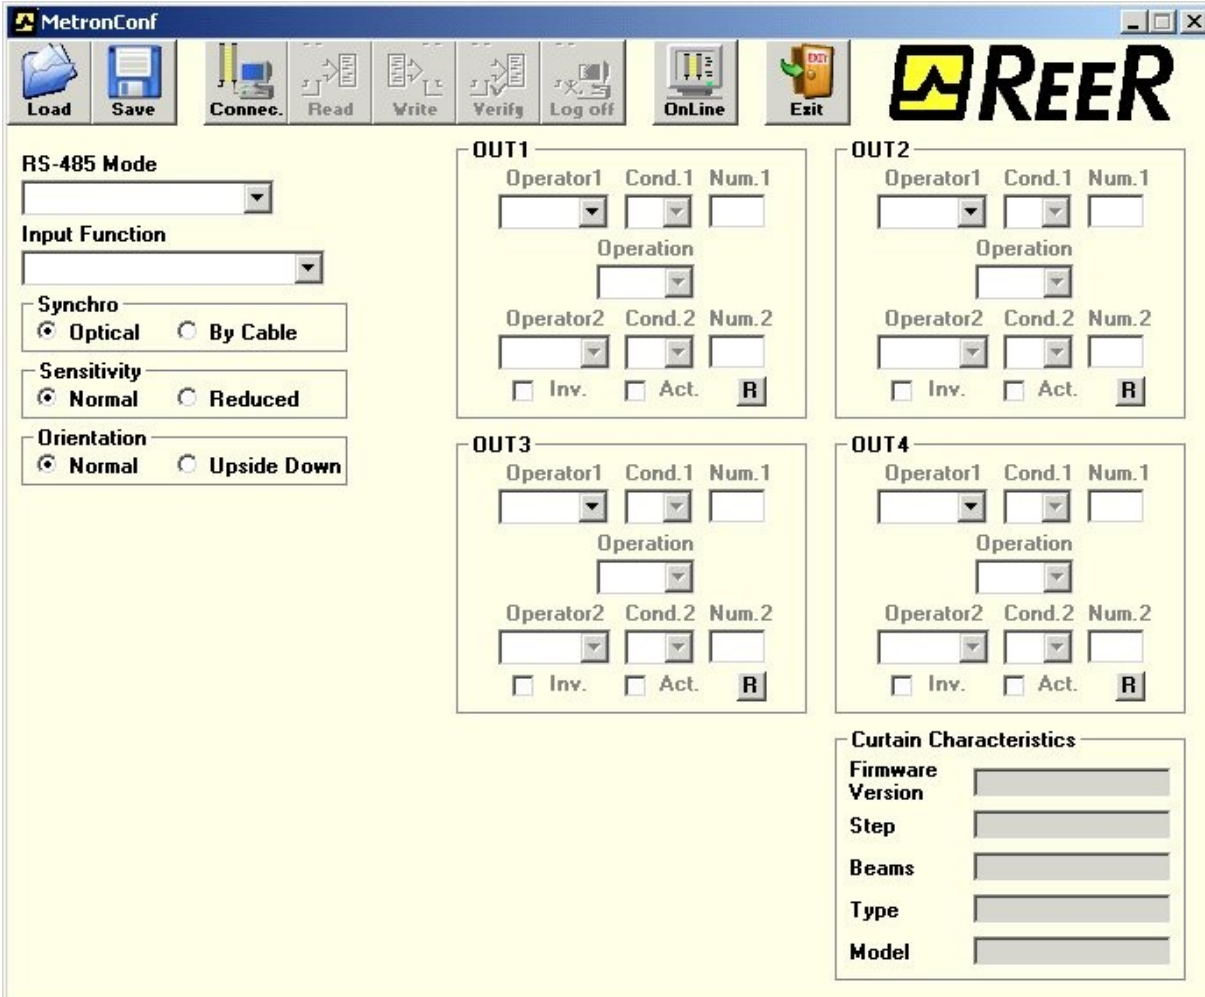 MetronConf
Load Save Connec. Read Write Verify Log off OnLine EXIT Exit REER
RS-485 Mode
Input Function
Synchro
Optical By Cable
Sensitivity
Normal Reduced
Orientation
Normal Upside Down
OUT1
Operator1 Cond.1 Num.1
Operation
Operator2 Cond.2 Num.2
Inv. Act. R
OUT2
Operator1 Cond.1 Num.1
Operation
Operator2 Cond.2 Num.2
Inv. Act. R
OUT3
Operator1 Cond.1 Num.1
Operation
Operator2 Cond.2 Num.2
Inv. Act. R
OUT4
Operator1 Cond.1 Num.1
Operation
Operator2 Cond.2 Num.2
Inv. Act. R
Curtain Characteristics
Firmware
Version
Step
Beams
Type
Model